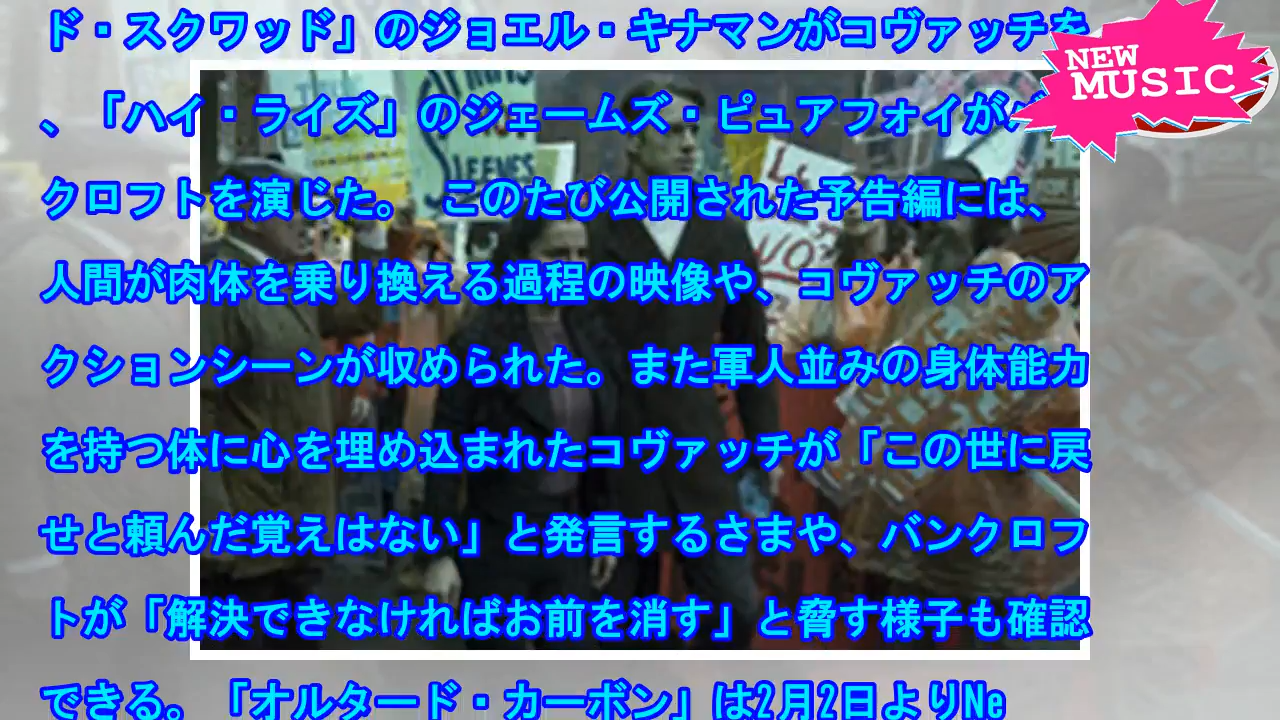 ド・スクワッド」のジョエル・キナマンがコヴァッチを
、「ハイ・ライズ」のジェームズ・ピュアフォイがバ
クロフトを演じた。 このたび公開された予告編には、
人間が肉体を乗り換える過程の映像や、コヴァッチのア
クションシーンが収められた。また軍人並みの身体能力
を持つ体に心を埋め込まれたコヴァッチが「この世に戻
せと頼んだ覚えはない」と発言するさまや、バンクロフ
トが「解決できなければお前を消す」と脅す様子も確認
できる。 「オルタード・カーボン」は2月2日よりNe
NEW
MUSIC
NO